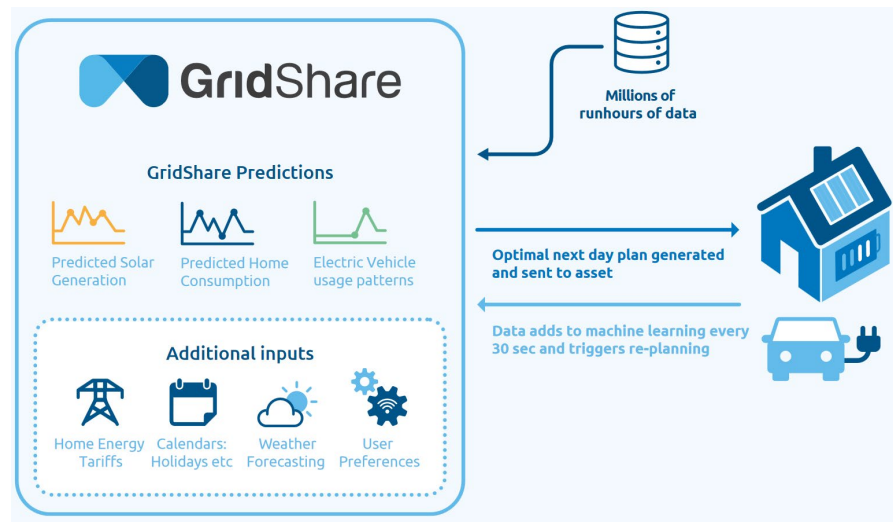 GridShare
Millions of
runhours of data
GridShare Predictions
Predicted Solar
Generation
Predicted Home
Consumption
Electric Vehicle
usage patterns
Optimal next day plan generated
and sent to asset
Data adds to machine learning every
30 sec and triggers re-planning
Additional inputs
Home Energy
Tariffs
Calendars:
Holidays etc
Weather
Forecasting
User
Preferences